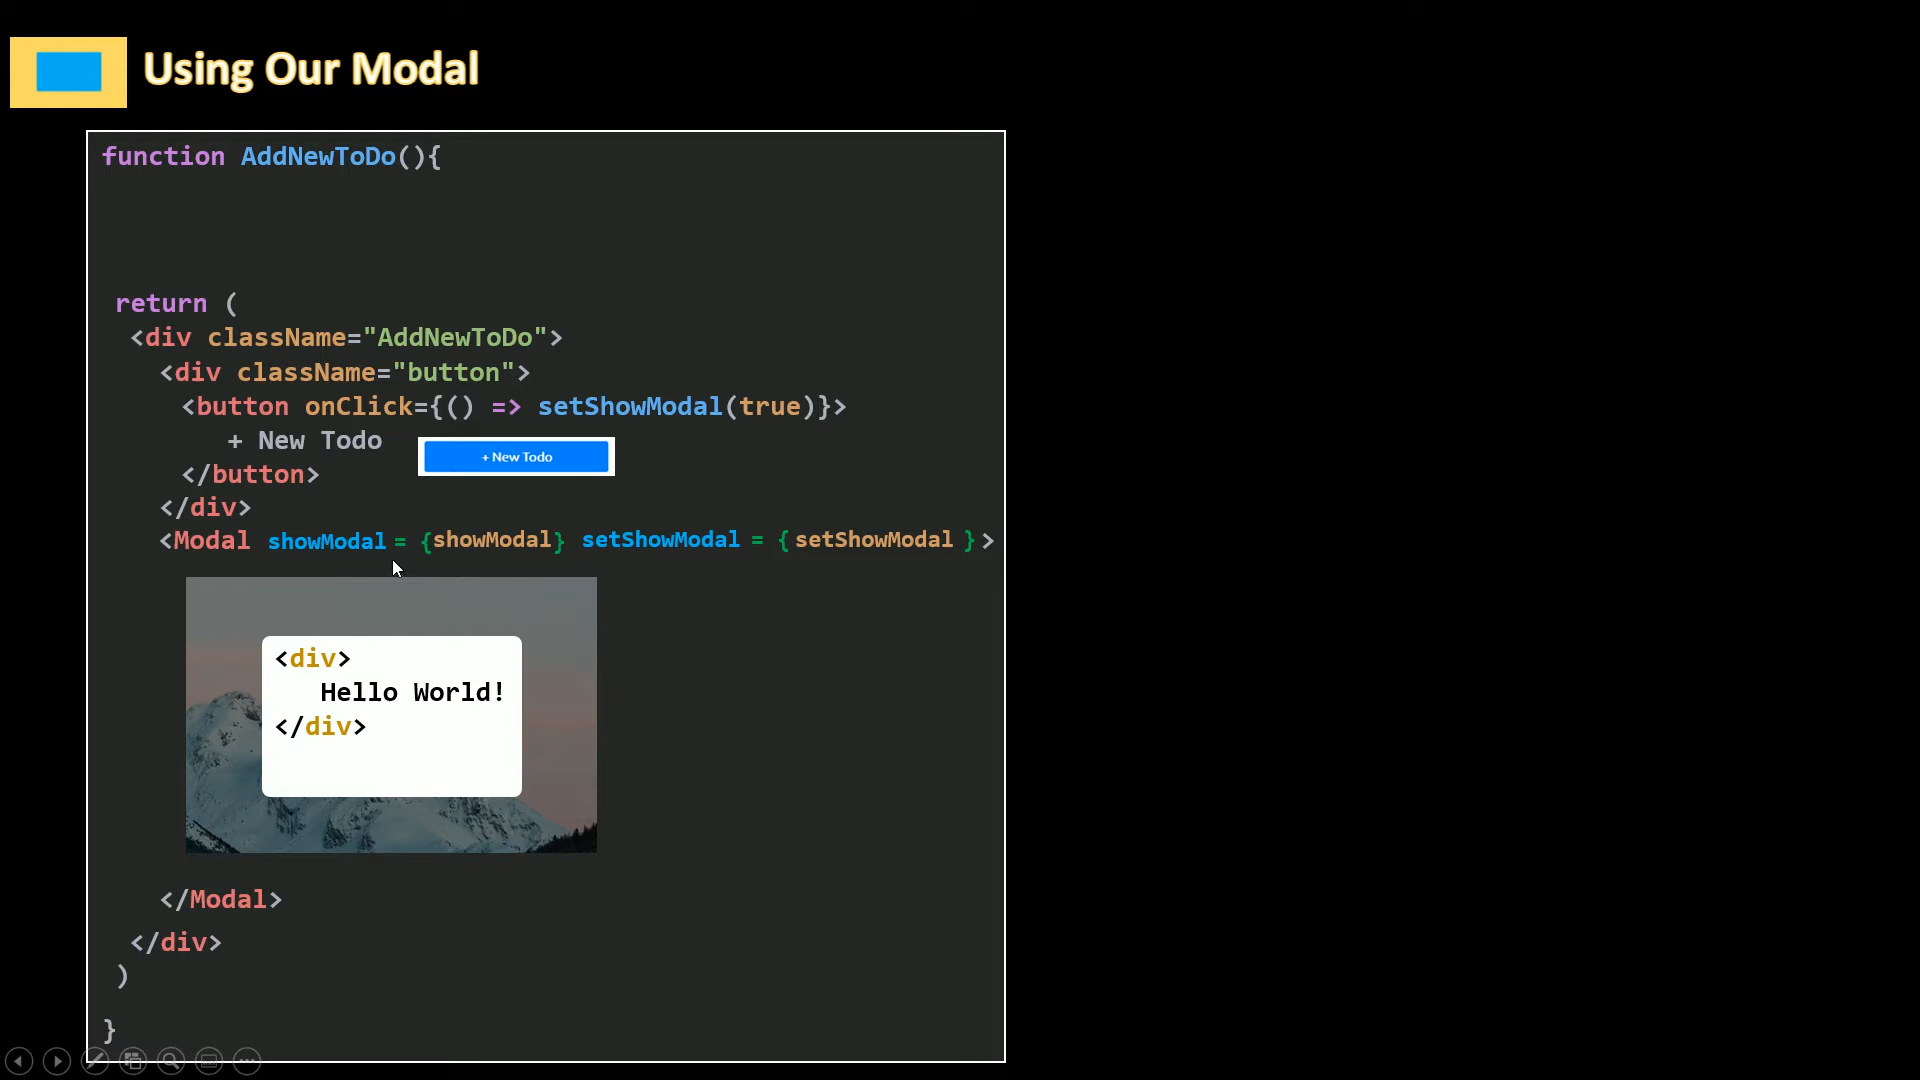 Using Our Modal
function AddNewToDo(){
return (
<div className="AddNewToDo">
<div className="button">
<button onClick={() => setShowModal(true)}>
+ New Todo
+ New Todo
</button>
</div>
<Modal showModal = {showModal} setShowModal = { setShowModal }>
<div>
Hello World!
</div>
</Modal>
</div>
)
}